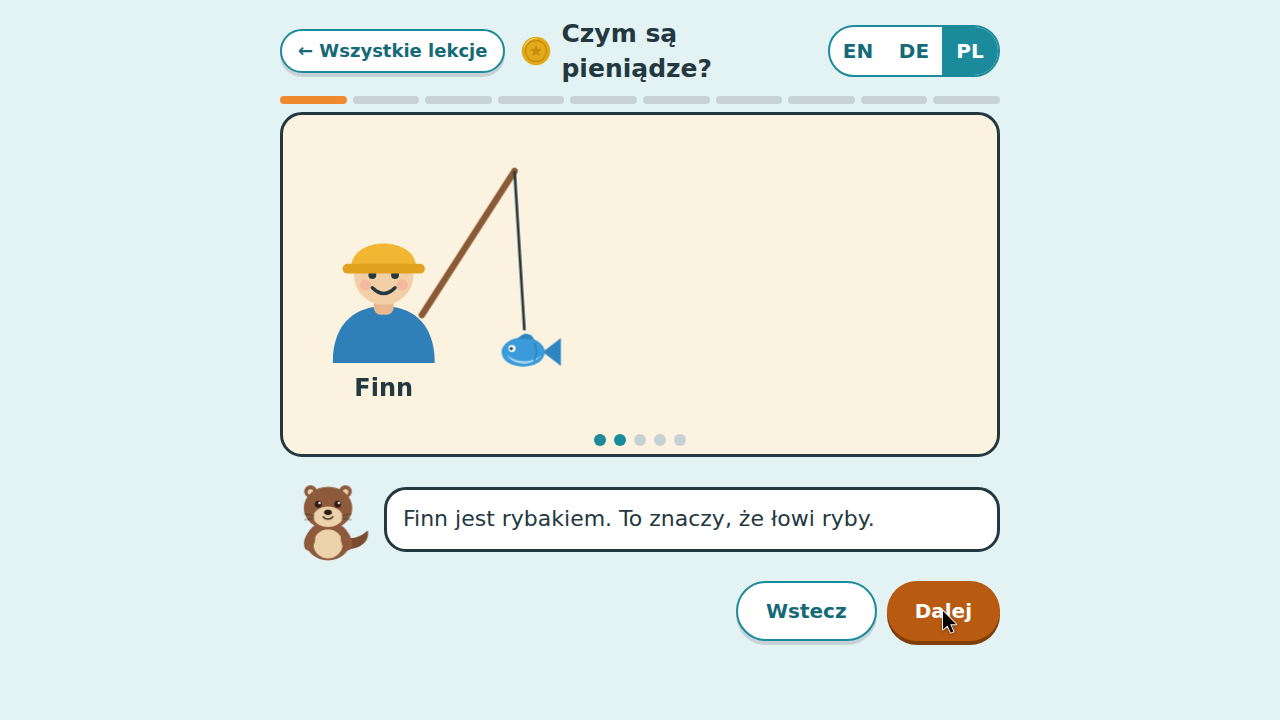 ← Wszystkie lekcje
Czym są
pieniądze?
EN DE PL
Finn
Finn jest rybakiem. To znaczy, że łowi ryby.
Wstecz
Dalej